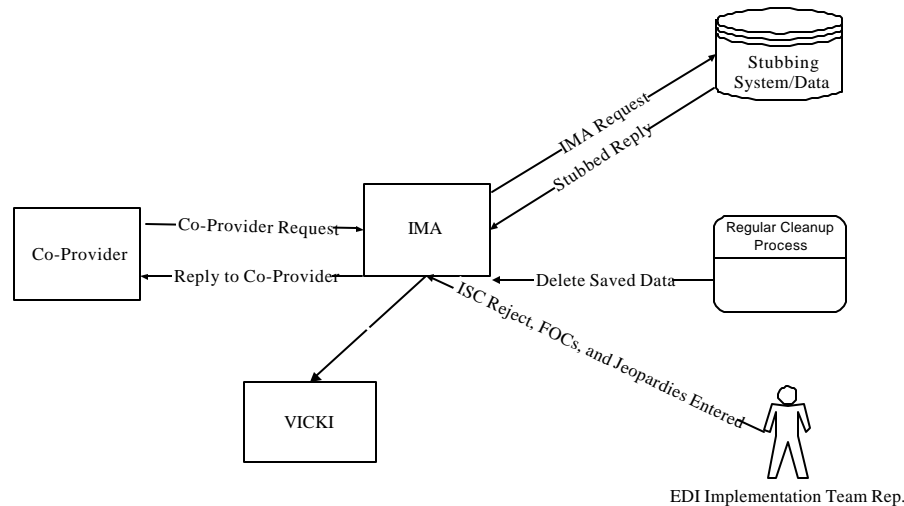 Stubbing
System/Data
IMA Request
Stubbed Reply
Co-Provider
Co-Provider Request
Reply to Co-Provider
IMA
Regular Cleanup
Process
Delete Saved Data
ISC Reject, FOCs, and Jeopardies Entered
VICKI
EDI Implementation Team Rep.